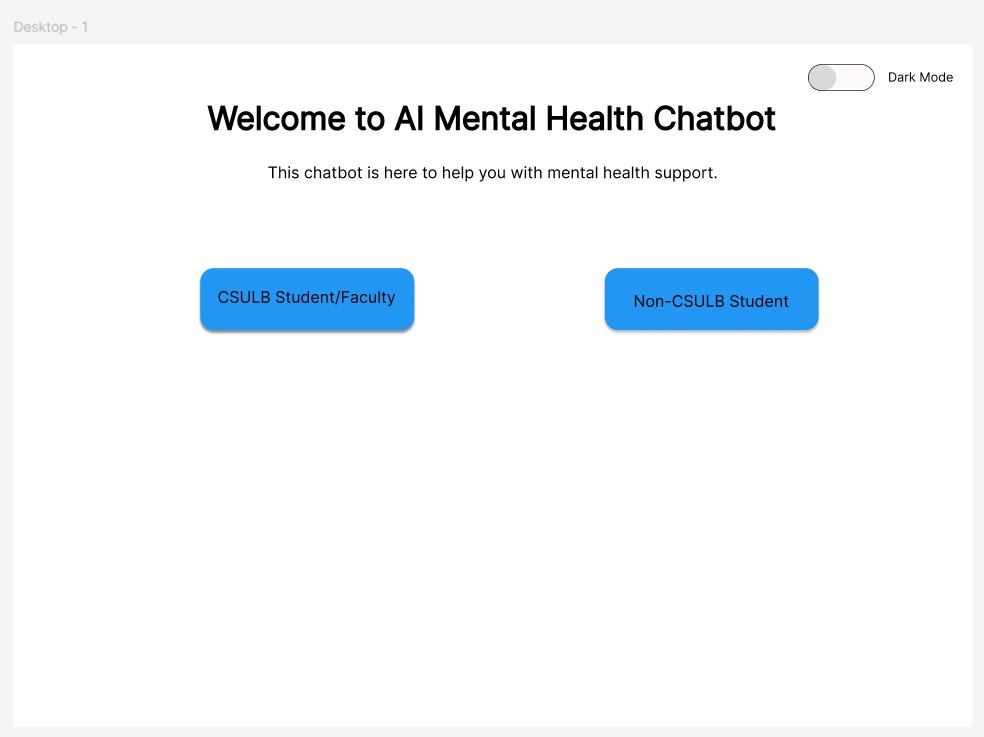 Desktop - 1
Dark Mode
Welcome to AI Mental Health Chatbot
This chatbot is here to help you with mental health support.
CSULB Student/Faculty
Non-CSULB Student